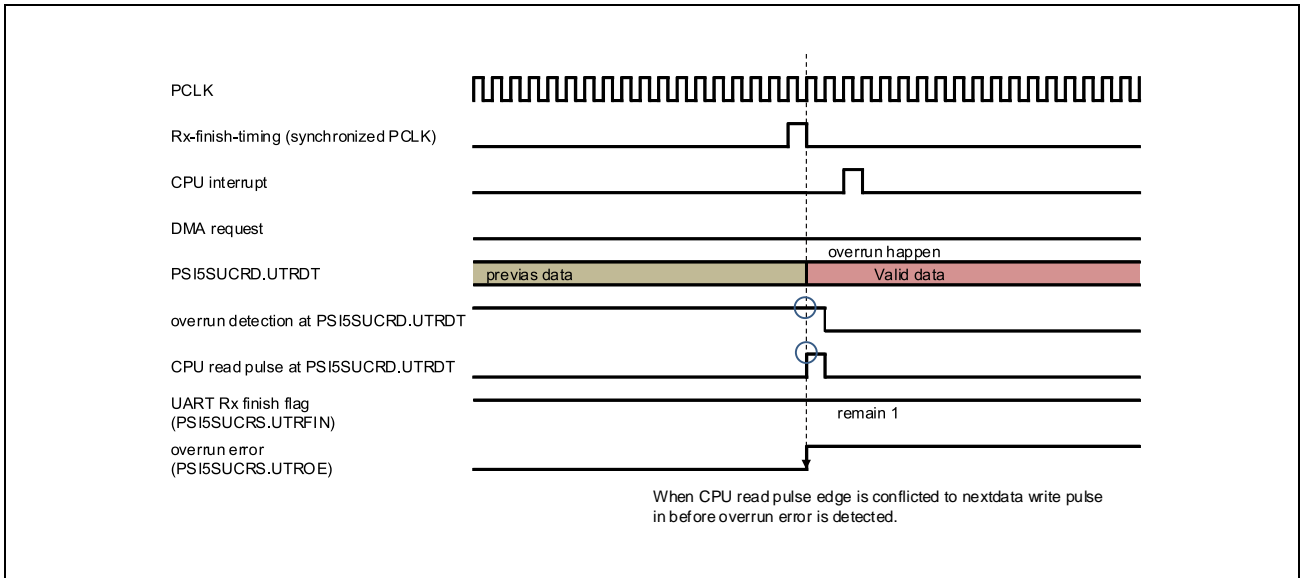 PCLK
Rx-finish-timing (synchronized PCLK)
CPU interrupt
DMA request
overrun happen
PSI5SUCRD.UTRDT
previas data
Valid data
overrun detection at PSI5SUCRD.UTRDT
CPU read pulse at PSI5SUCRD.UTRDT
UART Rx finish flag
(PSI5SUCRS.UTRFIN)
remain 1
overrun error
(PSI5SUCRS.UTROE)
When CPU read pulse edge is conflicted to nextdata write pulse
in before overrun error is detected.